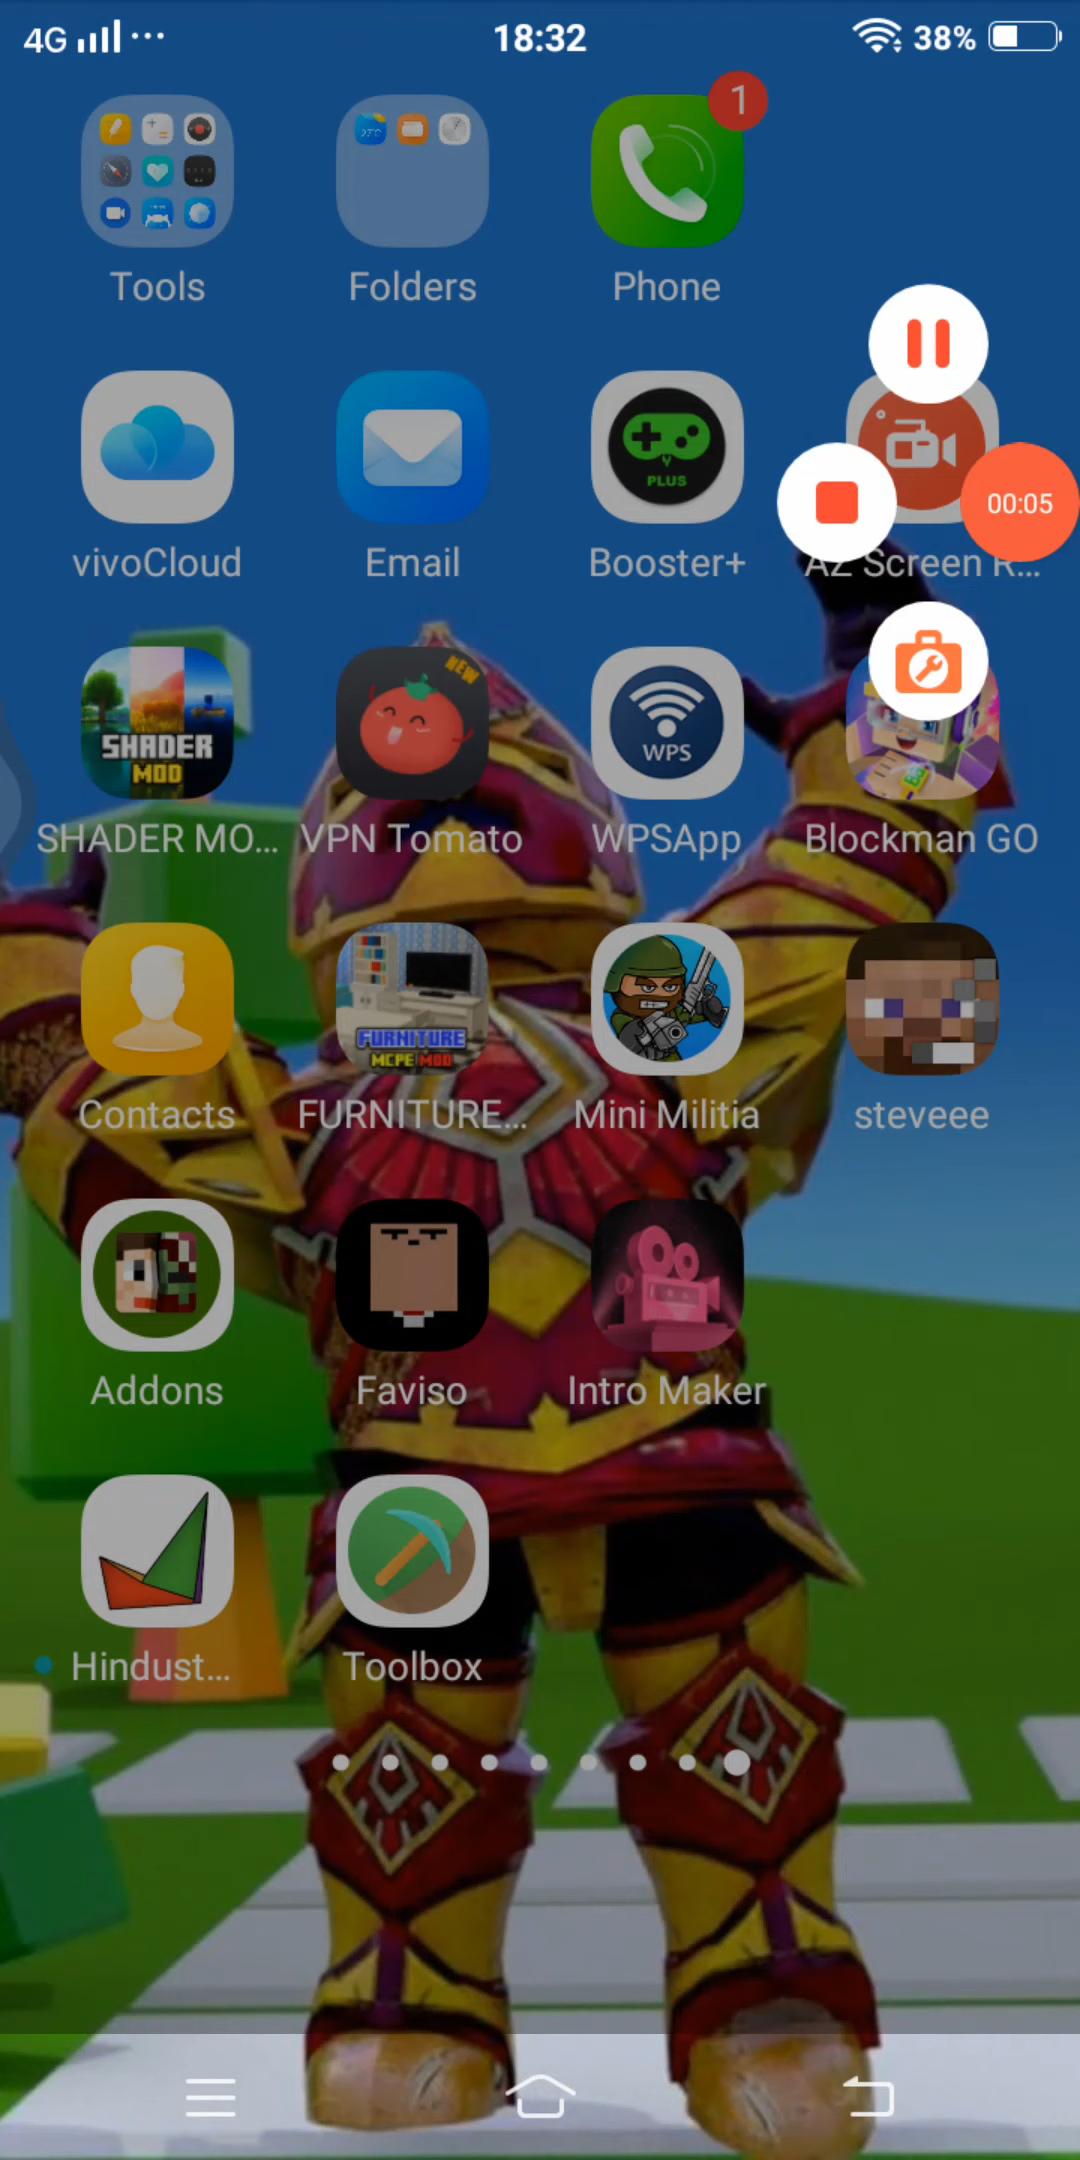 4G 18:32 38%
1
Tools Folders Phone
PLUS
00:05
vivoCloud Email Booster+ AZ Screen R...
NEW
SHADER
MOD
WPS
SHADER MO... VPN Tomato WPSApp Blockman GO
FURNITURE
MCPE MOD
Contacts FURNITURE... Mini Militia steveee
Addons Faviso Intro Maker
Hindust... Toolbox